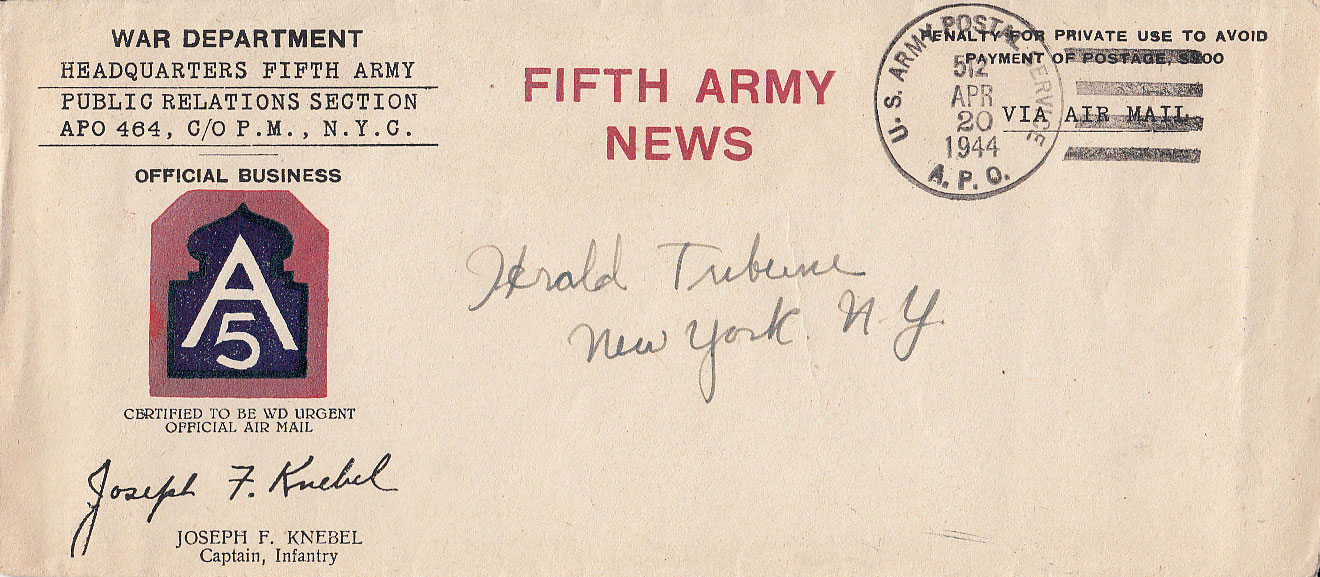 WAR DEPARTMENT
HEADQUARTERS FIFTH ARMY
PUBLIC RELATIONS SECTION
APO 464, C/O P.M., N.Y.C.
OFFICIAL BUSINESS
A
5
CERTIFIED TO BE WD URGENT
OFFICIAL AIR MAIL
Joseph F. Knebel
JOSEPH F. KNEBEL
Captain, Infantry
FIFTH ARMY
NEWS
Herald Tribune
New York N.Y.
U. S. ARMY POSTAL SERVICE
512
APR
20
1944
A. P. O.
PENALTY FOR PRIVATE USE TO AVOID
PAYMENT OF POSTAGE, $300
VIA AIR MAIL